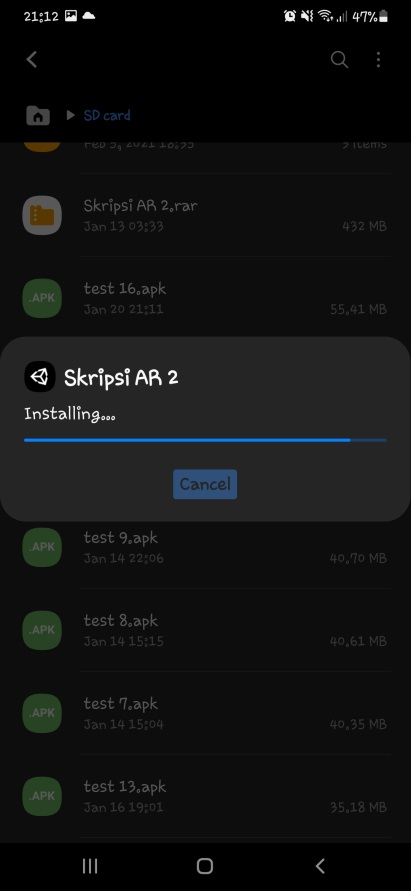 21:12
47%
SD card
Feb 5, 2021 18:35
3 items
Skripsi AR 2.rar
Jan 13 03:33
432 MB
test 16.apk
.APK
Jan 20 21:11
55,41 MB
Skripsi AR 2
Installing...
Cancel
test 9.apk
.APK
Jan 14 22:06
40,70 MB
test 8.apk
.APK
Jan 14 15:15
40,61 MB
test 7.apk
.APK
Jan 14 15:04
40,35 MB
test 13.apk
.APK
Jan 16 19:01
35,18 MB